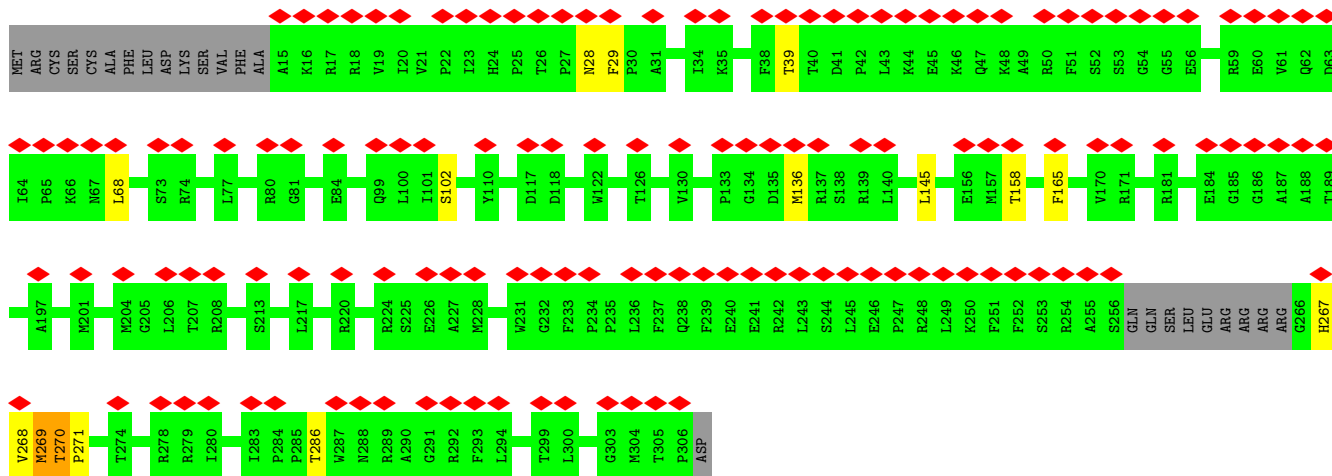 MET ARG CYS SER CYS ALA PHE LEU ASP LYS SER VAL PHE ALA A15 K16 R17 R18 V19 I20 V21 P22 I23 H24 P25 T26 P27 N28 F29 P30 A31 I34 K35 F38 T39 T40 D41 P42 L43 K44 E45 K46 Q47 K48 A49 R50 F51 S52 S53 G54 G55 E56 R59 E60 V61 Q62 D63
I64 P65 K66 N67 L68 S73 R74 L77 R80 G81 E84 Q99 L100 I101 S102 Y110 D117 D118 W122 T126 V130 P133 G134 D135 M136 R137 S138 R139 L140 L145 E156 M157 T158 F165 V170 R171 R181 E184 G185 G186 A187 A188 T189
A197 M201 M204 G205 L206 T207 R208 S213 L217 R220 R224 S225 E226 A227 M228 W231 G232 F233 P234 P235 L236 F237 Q238 F239 E240 E241 R242 L243 S244 L245 E246 P247 R248 L249 K250 F251 F252 S253 R254 A255 S256 GLN GLN SER LEU GLU ARG ARG ARG ARG G266 H267
V268 M269 T270 P271 T274 R278 R279 I280 I283 P284 P285 T286 W287 N288 R289 A290 G291 R292 F293 L294 T299 L300 G303 M304 T305 P306 ASP